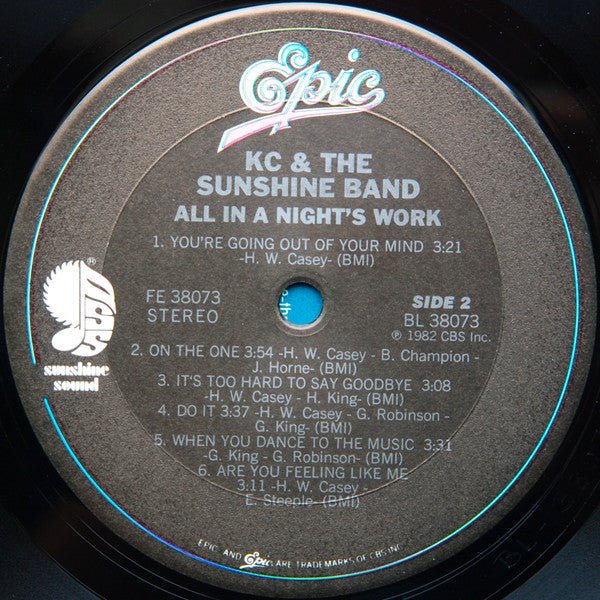 Epic
KC & THE
SUNSHINE BAND
ALL IN A NIGHT'S WORK
1. YOU'RE GOING OUT OF YOUR MIND 3:21
-H. W. Casey- (BMI)
FE 38073
STEREO
SIDE 2
BL 38073
℗ 1982 CBS Inc.
®
sunshine
sound
2. ON THE ONE 3:54 -H. W. Casey - B. Champion -
J. Horne- (BMI)
3. IT'S TOO HARD TO SAY GOODBYE 3:08
-H. W. Casey - H. King- (BMI)
4. DO IT 3:37 -H. W. Casey - G. Robinson -
G. King- (BMI)
5. WHEN YOU DANCE TO THE MUSIC 3:31
-G. King - G. Robinson- (BMI)
6. ARE YOU FEELING LIKE ME
3:11 -H. W. Casey -
E. Steeple- (BMI)
EPIC AND Epic ARE TRADEMARKS OF CBS INC.